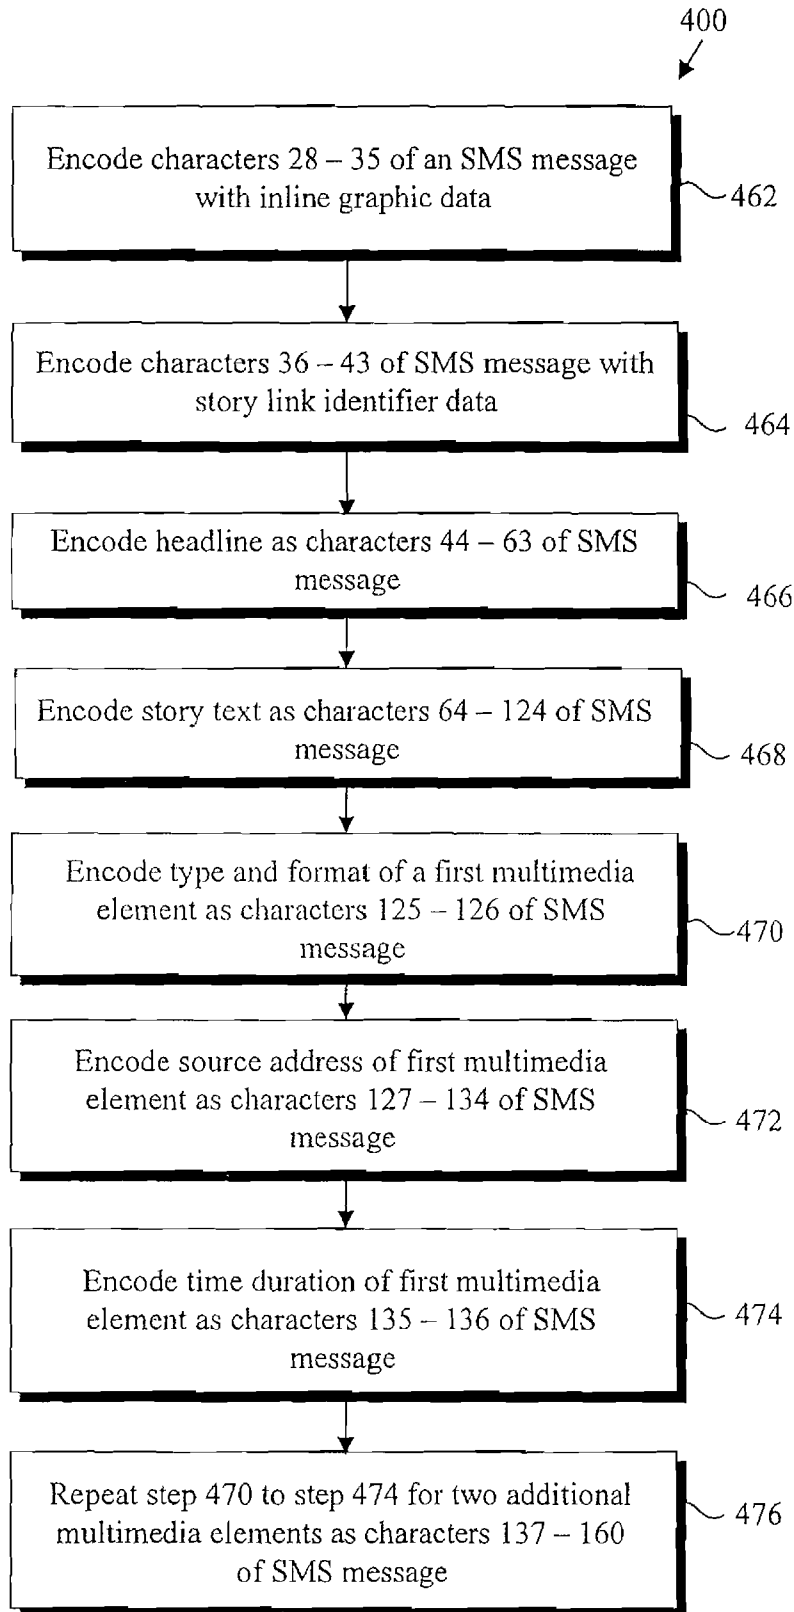 400
Encode characters 28 – 35 of an SMS message
with inline graphic data
462
Encode characters 36 – 43 of SMS message with
story link identifier data
464
Encode headline as characters 44 – 63 of SMS
message
466
Encode story text as characters 64 – 124 of SMS
message
468
Encode type and format of a first multimedia
element as characters 125 – 126 of SMS
message
470
Encode source address of first multimedia
element as characters 127 – 134 of SMS
message
472
Encode time duration of first multimedia
element as characters 135 – 136 of SMS
message
474
Repeat step 470 to step 474 for two additional
multimedia elements as characters 137 – 160
of SMS message
476